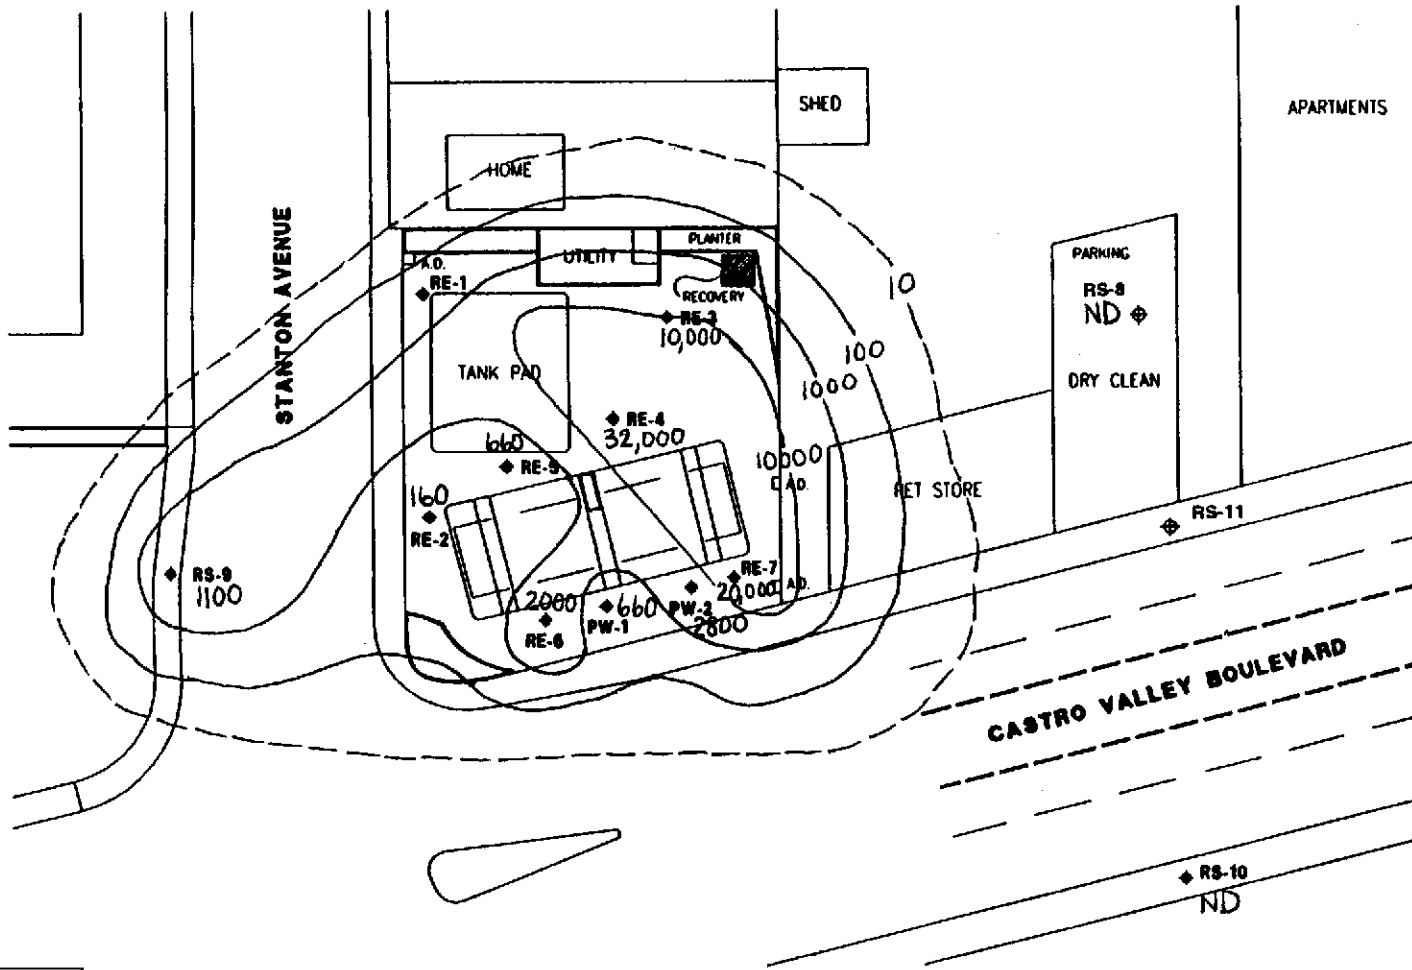 SHED
APARTMENTS
HOME
STANTON AVENUE
PLANTER
UTILITY
A.D.
RE-1
RECOVERY
RE-3
10,000
10
100
1000
PARKING
RS-8
ND
DRY CLEAN
TANK PAD
RE-4
32,000
660
RE-5
10000
A.D.
PET STORE
160
RE-2
RS-11
RS-9
1100
RE-7
20,000
A.D.
2000
RE-6
660
PW-1
PW-2
2800
CASTRO VALLEY BOULEVARD
RS-10
ND